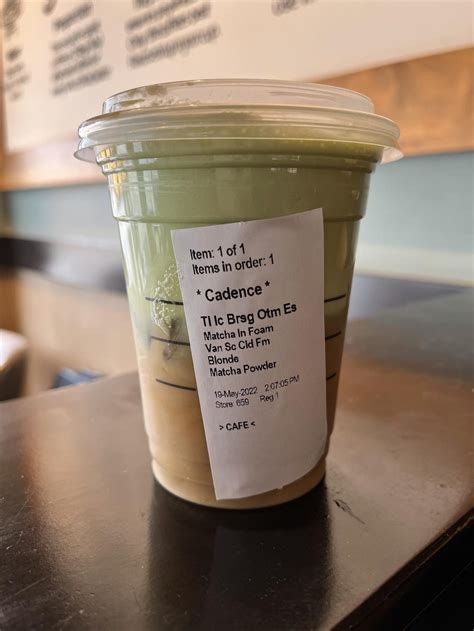 Item: 1 of 1
Items in order: 1
* Cadence *
Tl Ic Brsg Otm Es
Matcha In Foam
Van Sc Cld Fm
Blonde
Matcha Powder
19-May-2022 2:07:05 PM
Store: 659 Reg 1
> CAFE <